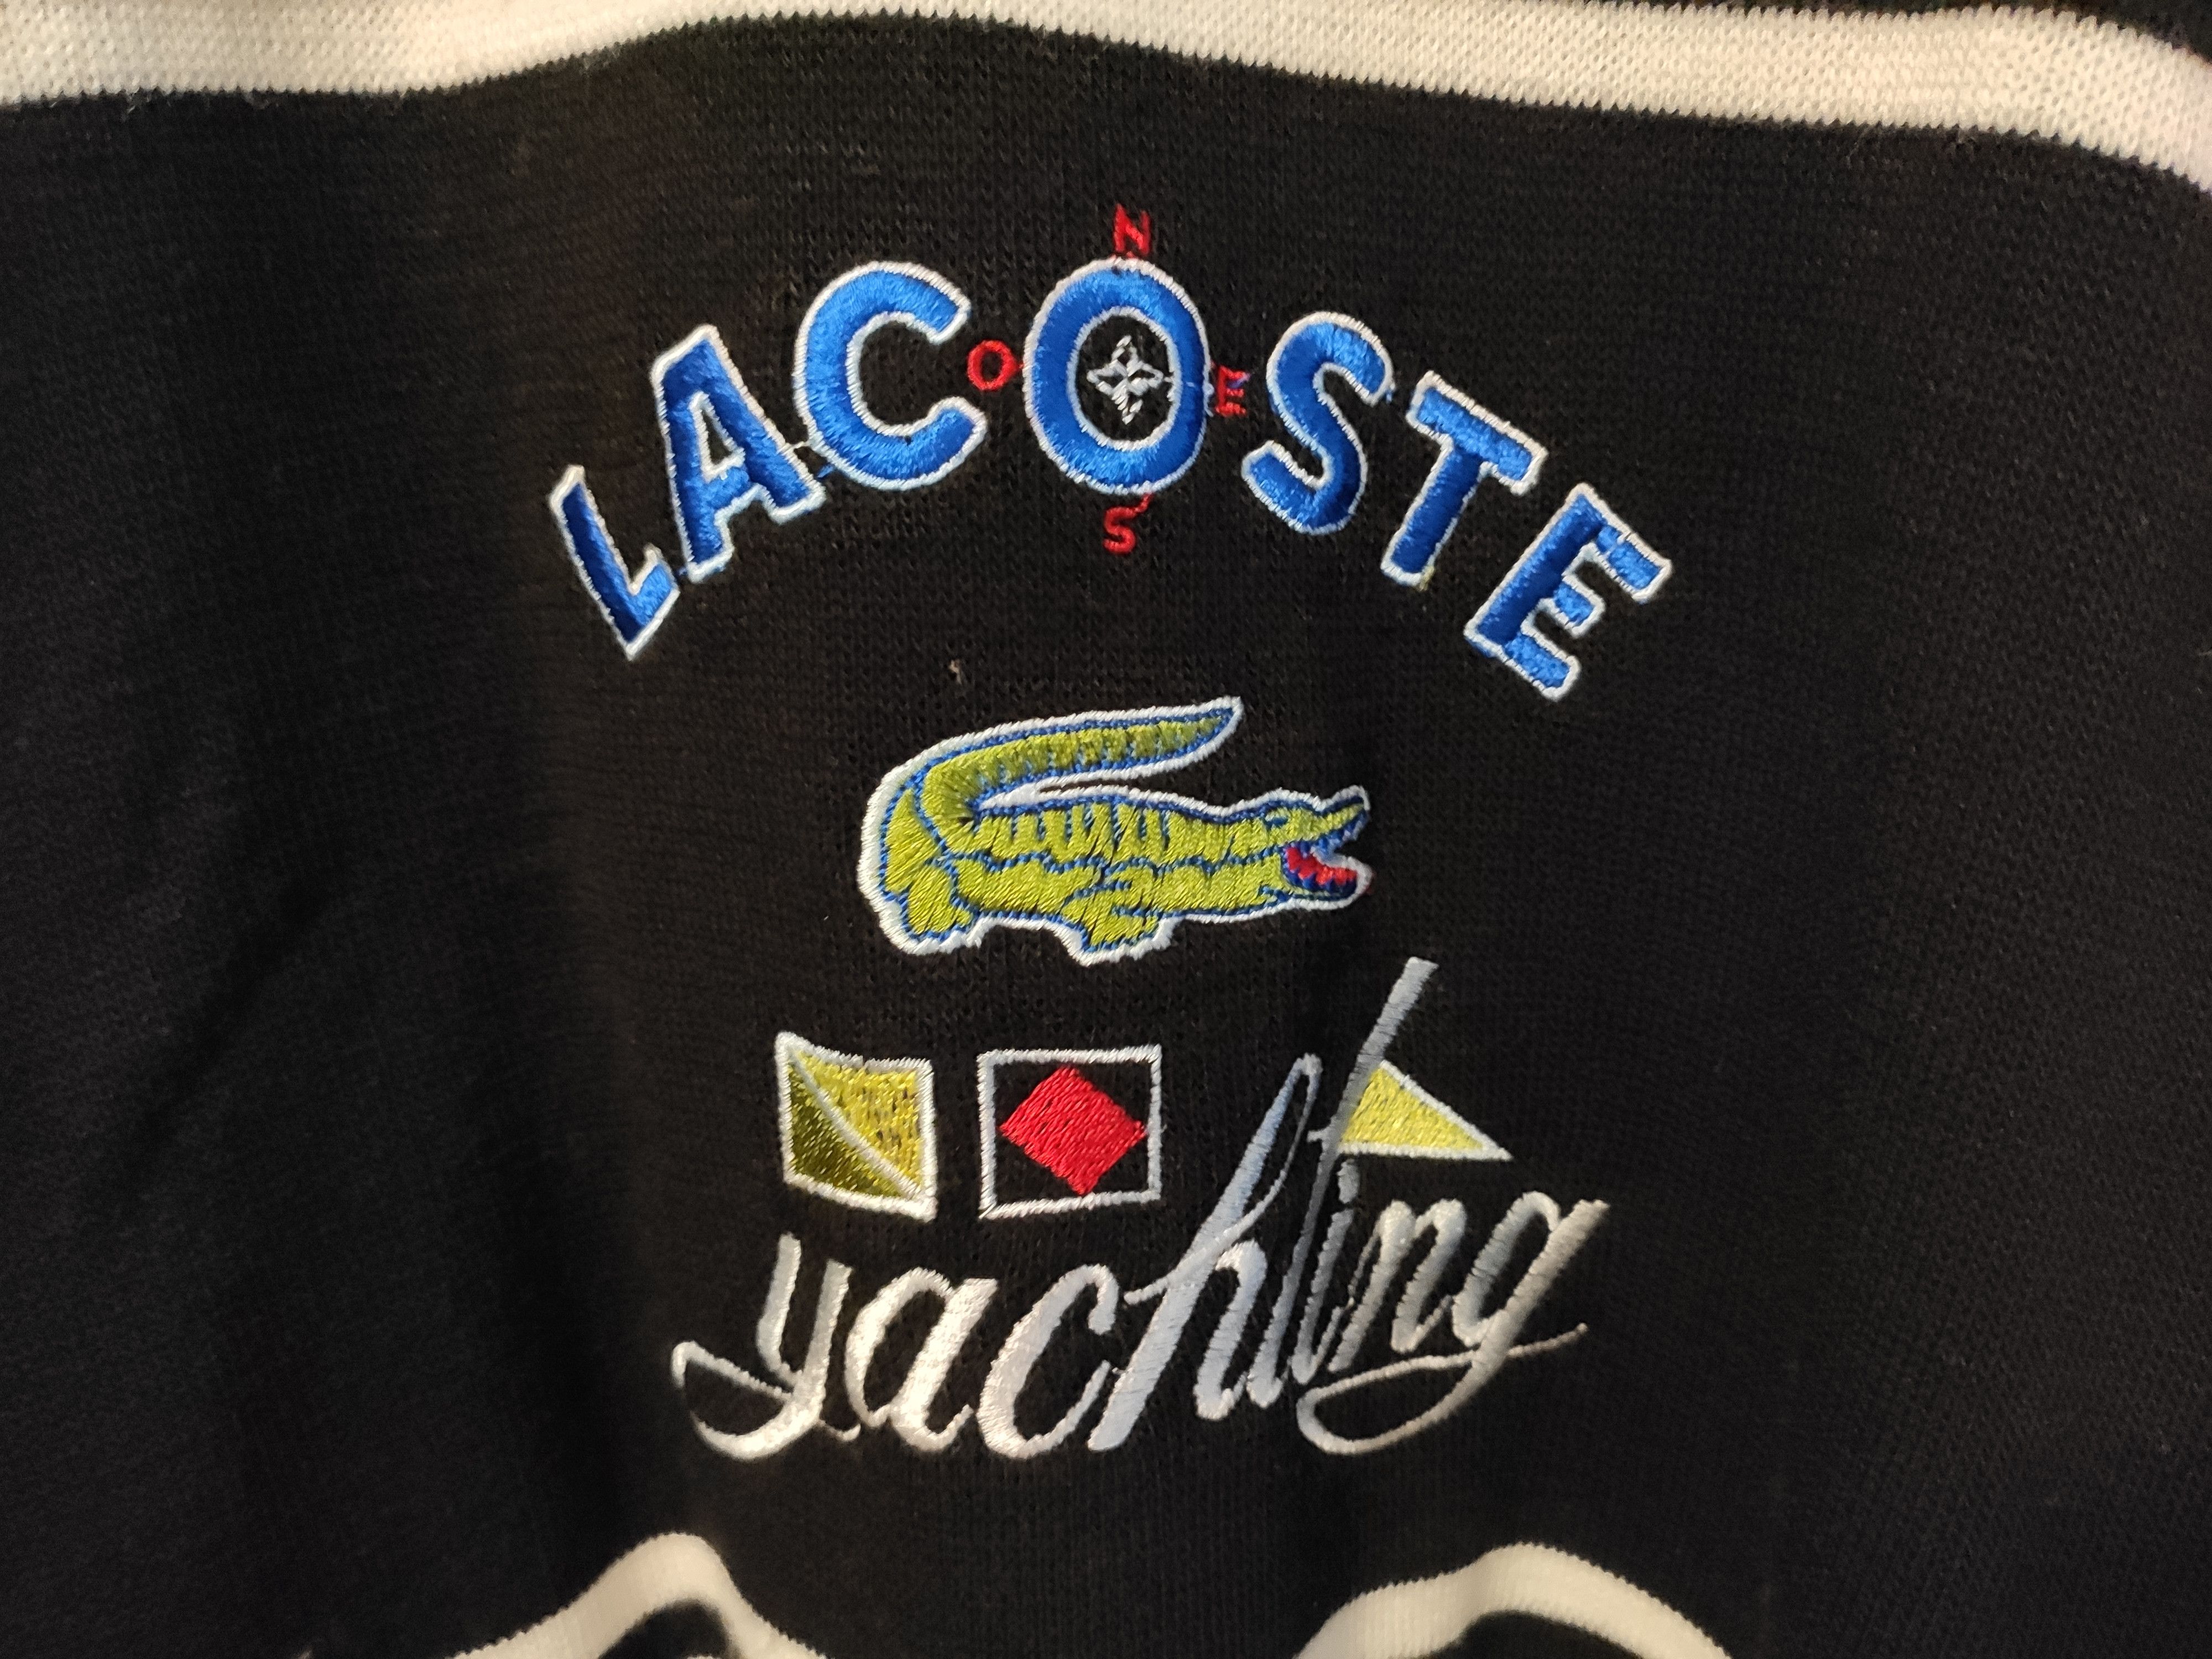 N
LACOSTE
O E
S
yachting